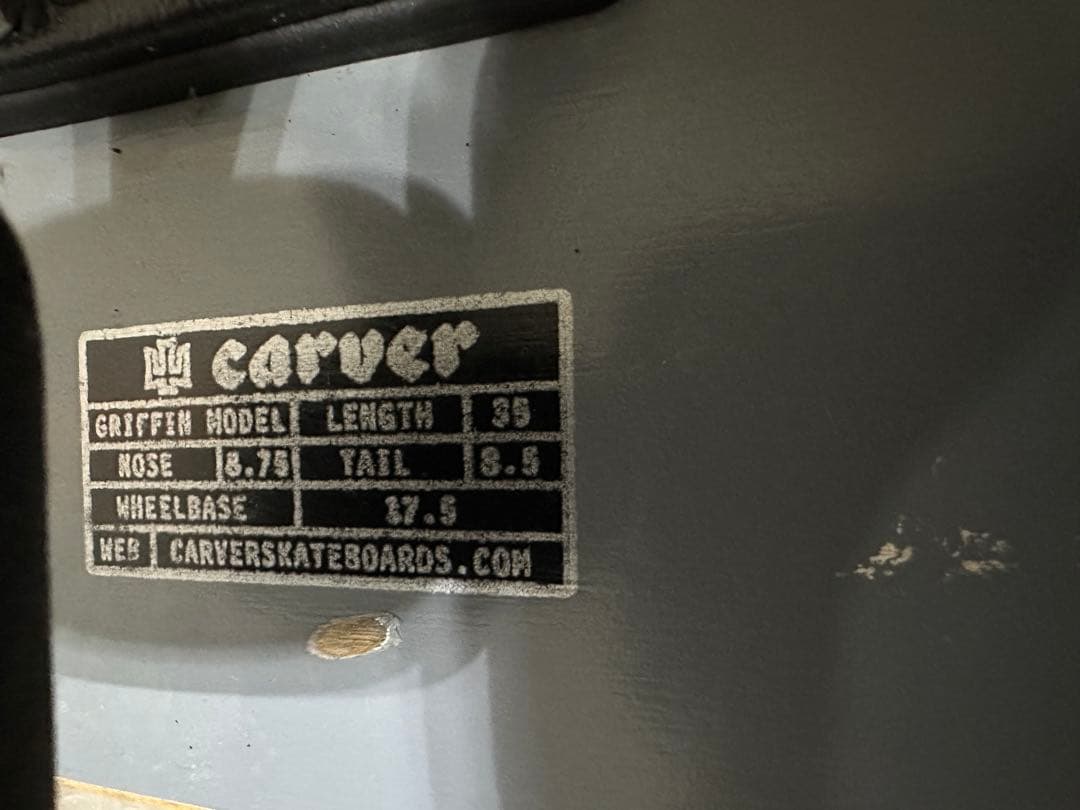 carver
GRIFFIN MODEL LENGTH 35
NOSE 8.75 TAIL 8.5
WHEELBASE 17.5
WEB CARVERSKATEBOARDS.COM